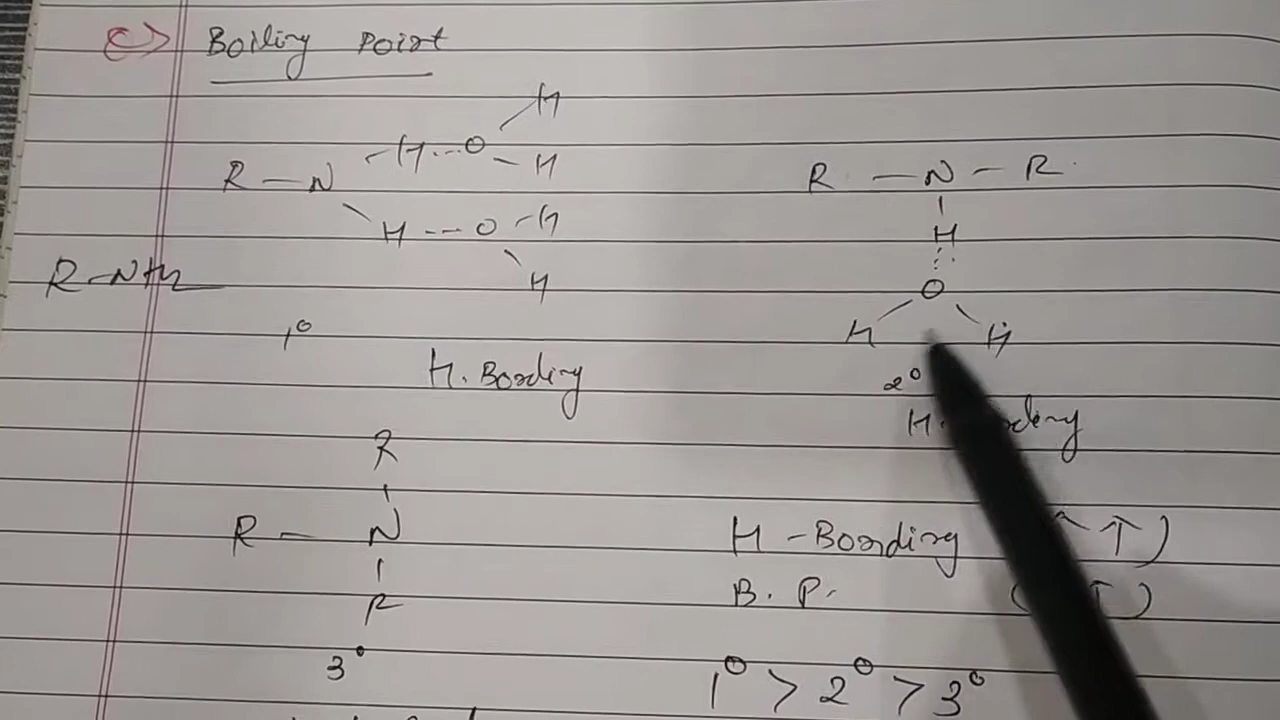 c) Boiling Point
H
R — N - H ... O - H
H --- O - H
H
R-NH2
1°
H. Bonding
R — N — R
H
O
H H
2°
H.
R
R — N
R
3°
H - Bonding ↑)
B. P. ( ↑)
1° > 2° > 3°